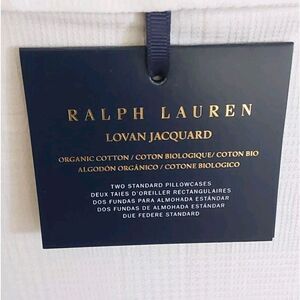 RALPH LAUREN
LOVAN JACQUARD
ORGANIC COTTON / COTON BIOLOGIQUE / COTON BIO
ALGODÓN ORGÁNICO / COTONE BIOLOGICO
TWO STANDARD PILLOWCASES
DEUX TAIES D'OREILLER RECTANGULAIRES
DOS FUNDAS PARA ALMOHADA ESTÁNDAR
DOS FUNDAS DE ALMOHADA ESTÁNDAR
DUE FEDERE STANDARD